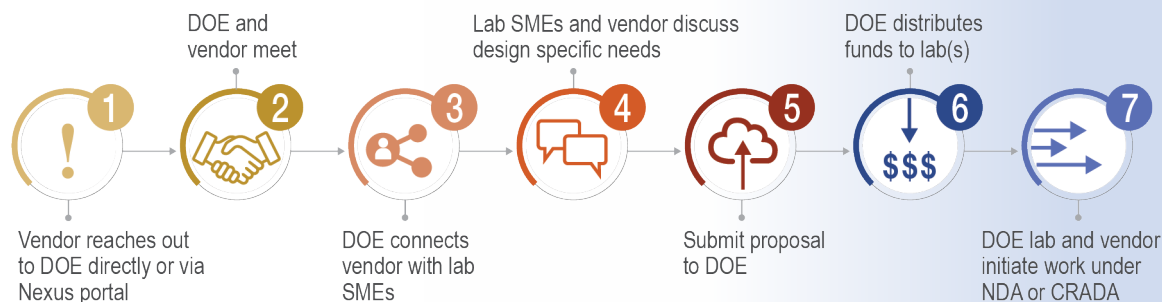 1
Vendor reaches out
to DOE directly or via
Nexus portal
2
DOE and
vendor meet
3
DOE connects
vendor with lab
SMEs
4
Lab SMEs and vendor discuss
design specific needs
5
Submit proposal
to DOE
6
DOE distributes
funds to lab(s)
$$$
7
DOE lab and vendor
initiate work under
NDA or CRADA